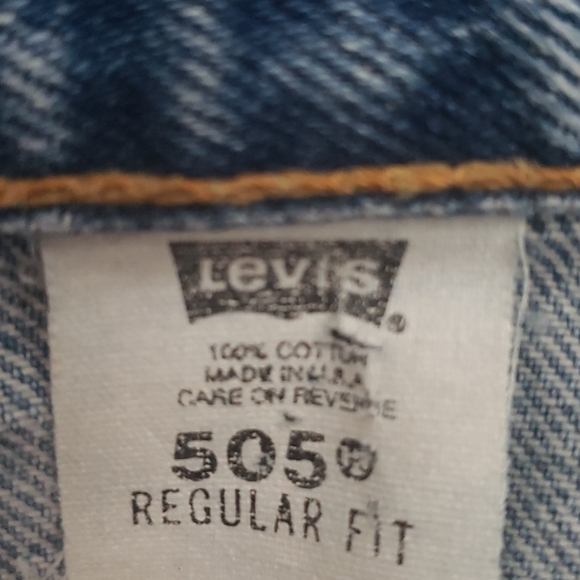 Levi's ®
100% COTTON
MADE IN U.S.A.
CARE ON REVERSE
505®
REGULAR FIT